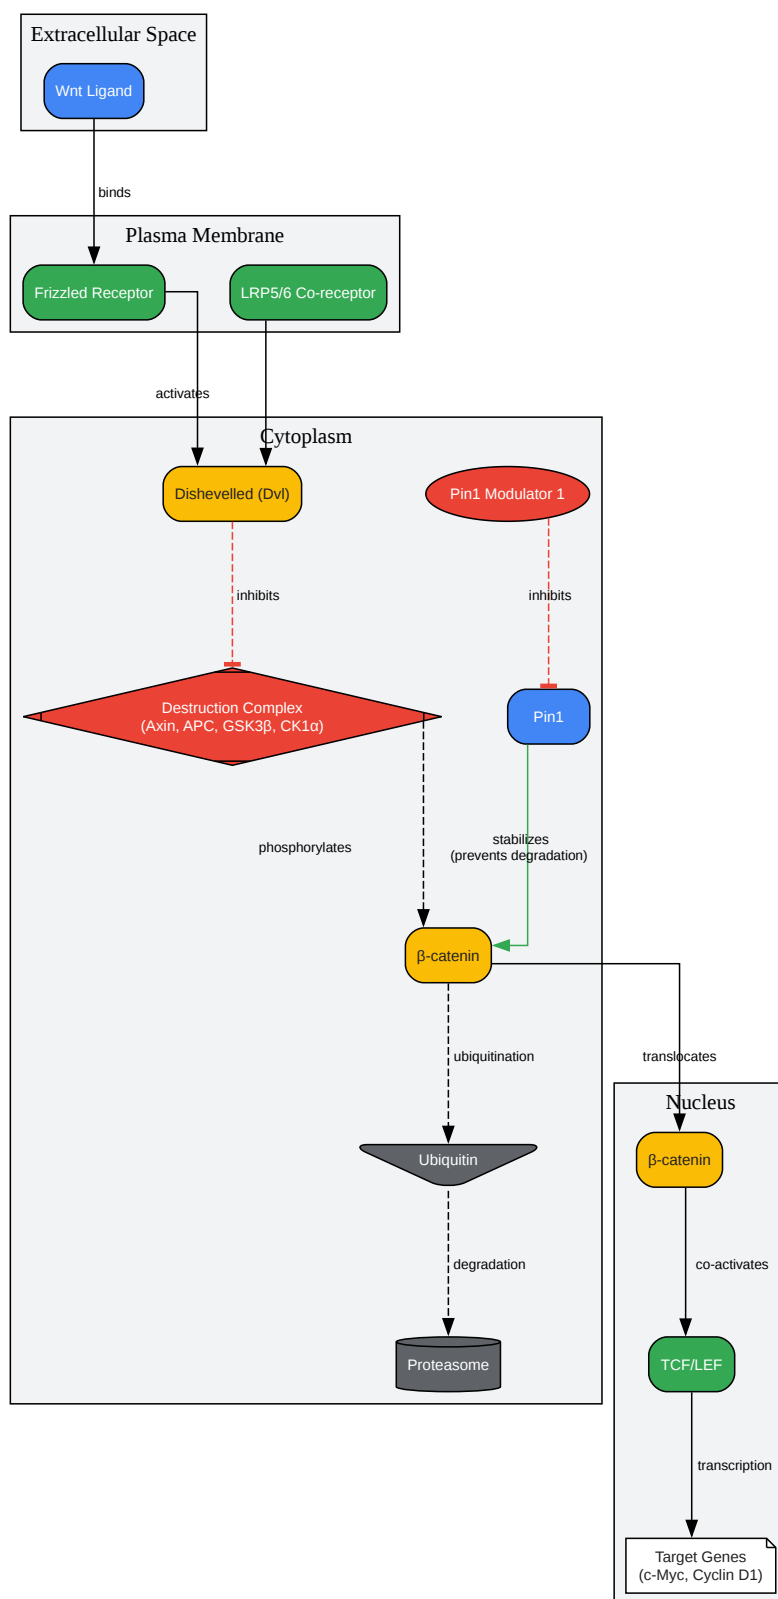 Extracellular Space
Wnt Ligand
binds
Plasma Membrane
Frizzled Receptor
LRP5/6 Co-receptor
activates
Cytoplasm
Dishevelled (Dvl)
Pin1 Modulator 1
inhibits
inhibits
Destruction Complex
(Axin, APC, GSK3β, CK1α)
Pin1
phosphorylates
stabilizes
(prevents degradation)
β-catenin
ubiquitination
translocates
Nucleus
β-catenin
Ubiquitin
degradation
co-activates
Proteasome
TCF/LEF
transcription
Target Genes
(c-Myc, Cyclin D1)